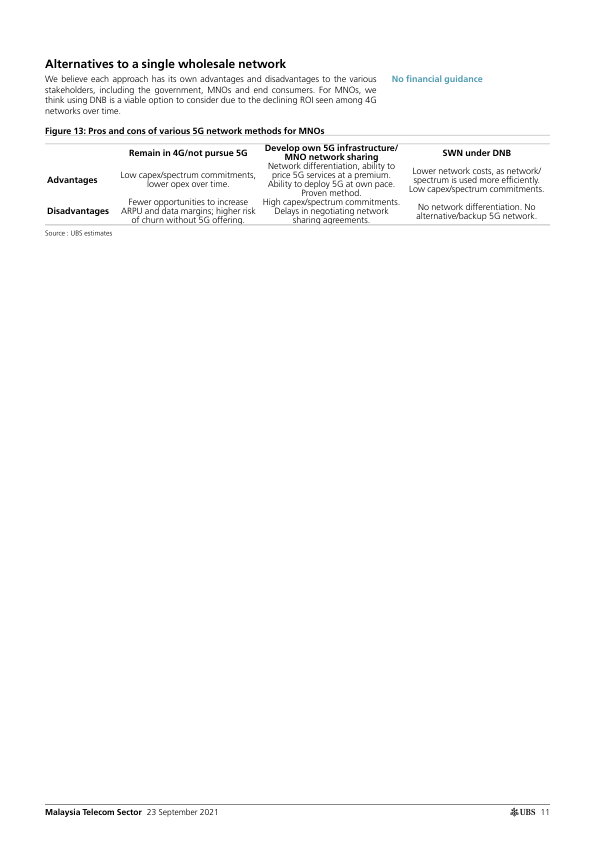 Alternatives to a single wholesale network
We believe each approach has its own advantages and disadvantages to the various
stakeholders, including the government, MNOs and end consumers. For MNOs, we
think using DNB is a viable option to consider due to the declining ROI seen among 4G
networks over time.
No financial guidance
Figure 13: Pros and cons of various 5G network methods for MNOs
Remain in 4G/not pursue 5G
Develop own 5G infrastructure/
MNO network sharing
SWN under DNB
Advantages
Low capex/spectrum commitments,
lower opex over time.
Network differentiation, ability to
price 5G services at a premium.
Ability to deploy 5G at own pace.
Proven method.
Lower network costs, as network/
spectrum is used more efficiently.
Low capex/spectrum commitments.
Disadvantages
Fewer opportunities to increase
ARPU and data margins; higher risk
of churn without 5G offering.
High capex/spectrum commitments.
Delays in negotiating network
sharing agreements.
No network differentiation. No
alternative/backup 5G network.
Source : UBS estimates
Malaysia Telecom Sector 23 September 2021
UBS 11